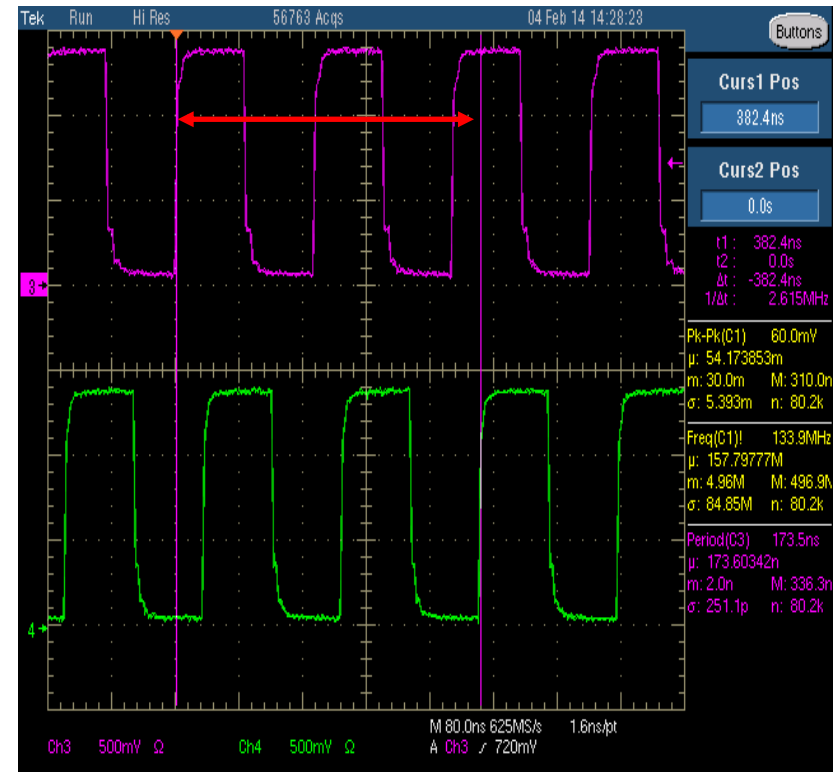 Tek Run Hi Res 56763 Acqs 04 Feb 14 14:28:23
Buttons
Curs1 Pos
382.4ns
Curs2 Pos
0.0s
t1 : 382.4ns
t2 : 0.0s
Δt : -382.4ns
1/Δt : 2.615MHz
Pk-Pk(C1) 60.0mV
µ: 54.173853m
m: 30.0m M: 310.0n
σ: 5.393m n: 80.2k
Freq(C1)! 133.9MHz
µ: 157.79777M
m: 4.96M M: 496.9M
σ: 84.85M n: 80.2k
Period(C3) 173.5ns
µ: 173.60342n
m: 2.0n M: 336.3n
σ: 251.1p n: 80.2k
3
4
M 80.0ns 625MS/s 1.6ns/pt
Ch3 500mV Ω Ch4 500mV Ω A Ch3 720mV